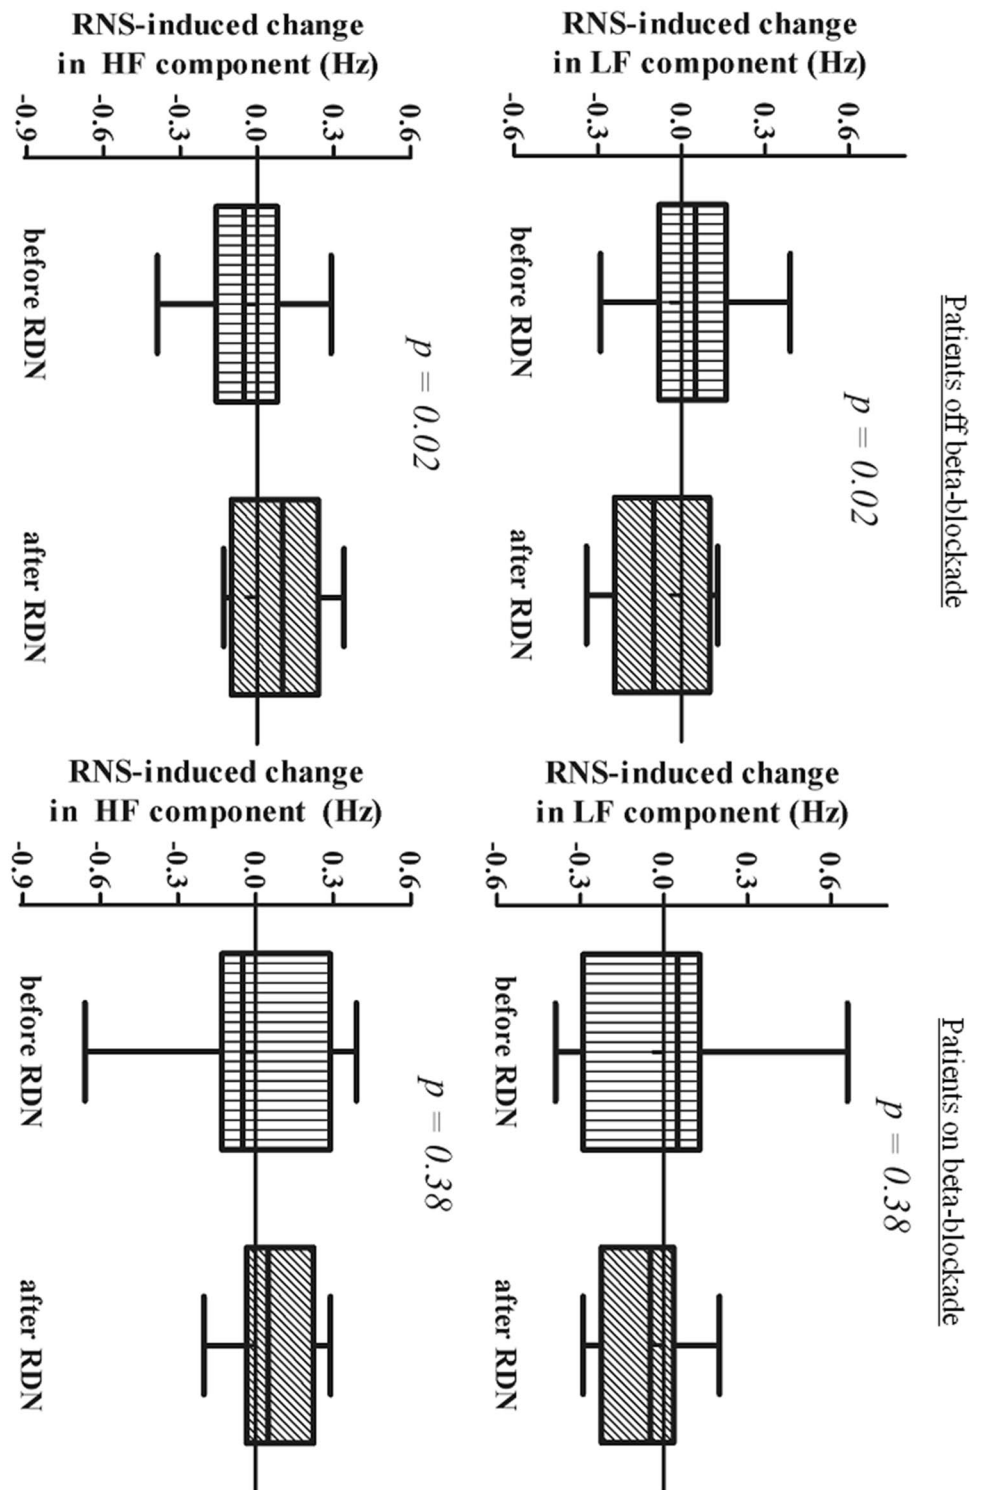 Patients off beta-blockade
RNS-induced change
in LF component (Hz)
0.6
0.3
0.0
-0.3
-0.6
p = 0.02
before RDN
after RDN
RNS-induced change
in HF component (Hz)
0.6
0.3
0.0
-0.3
-0.6
-0.9
p = 0.02
before RDN
after RDN
Patients on beta-blockade
RNS-induced change
in LF component (Hz)
0.6
0.3
0.0
-0.3
-0.6
p = 0.38
before RDN
after RDN
RNS-induced change
in HF component (Hz)
0.6
0.3
0.0
-0.3
-0.6
-0.9
p = 0.38
before RDN
after RDN